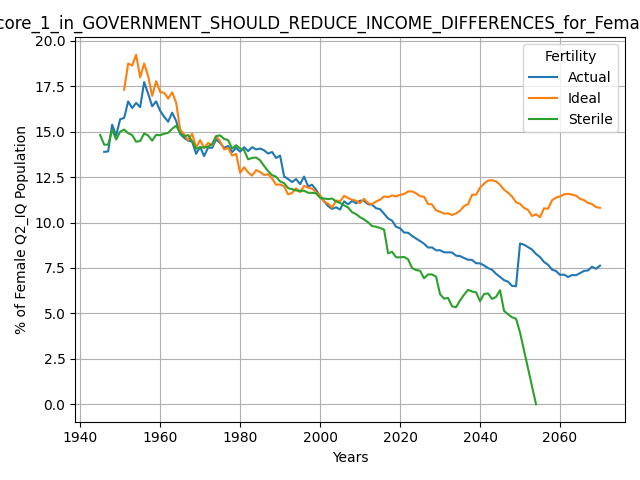 core_1_in_GOVERNMENT_SHOULD_REDUCE_INCOME_DIFFERENCES_for_Fema
20.0
17.5
15.0
12.5
10.0
7.5
5.0
2.5
0.0
% of Female Q2_IQ Population
Fertility
Actual
Ideal
Sterile
1940 1960 1980 2000 2020 2040 2060
Years